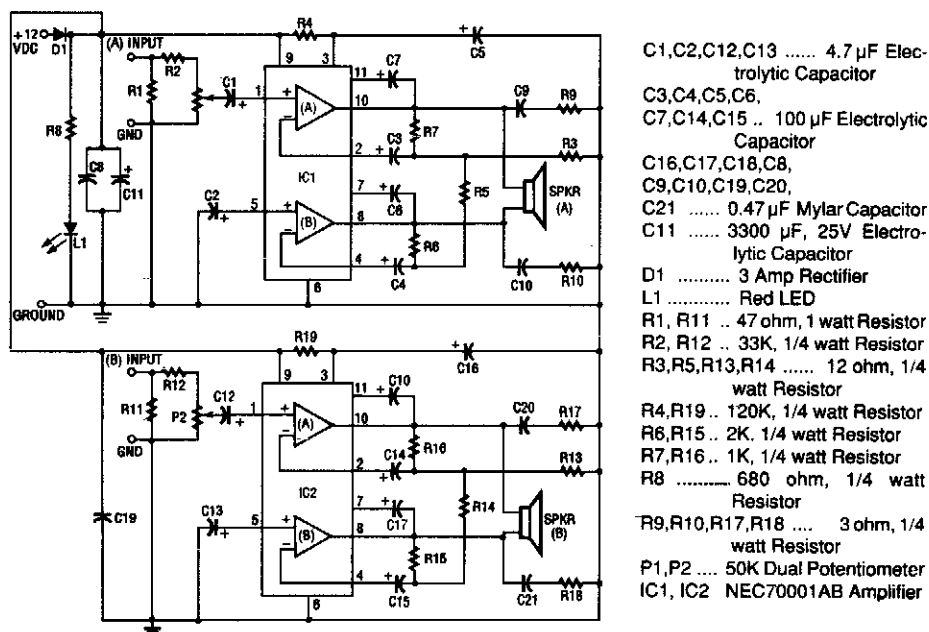 +12
VDC
D1
(A) INPUT
R2
R1
GND
C1
R4
C5
9
3
11
C7
1
+
(A)
−
10
C9
R9
R7
2
C3
R3
IC1
7
C6
R5
SPKR
(A)
C2
5
+
(B)
−
8
R6
4
C4
C10
R10
6
R8
C8
C11
L1
GROUND
(B) INPUT
R12
R11
P2
GND
C12
R19
C16
9
3
11
C10
1
+
(A)
−
10
C20
R17
R16
2
C14
R13
IC2
7
C17
R14
SPKR
(B)
C13
5
+
(B)
−
8
R15
4
C15
C21
R18
6
C19
C1,C2,C12,C13 ...... 4.7 µF Elec-
trolytic Capacitor
C3,C4,C5,C6,
C7,C14,C15 .. 100 µF Electrolytic
Capacitor
C16,C17,C18,C8,
C9,C10,C19,C20,
C21 ...... 0.47 µF Mylar Capacitor
C11 ...... 3300 µF, 25V Electro-
lytic Capacitor
D1 .......... 3 Amp Rectifier
L1 ........... Red LED
R1, R11 .. 47 ohm, 1 watt Resistor
R2, R12 .. 33K, 1/4 watt Resistor
R3,R5,R13,R14 ...... 12 ohm, 1/4
watt Resistor
R4,R19.. 120K, 1/4 watt Resistor
R6,R15.. 2K, 1/4 watt Resistor
R7,R16.. 1K, 1/4 watt Resistor
R8 .......... 680 ohm, 1/4 watt
Resistor
R9,R10,R17,R18 .... 3 ohm, 1/4
watt Resistor
P1,P2 .... 50K Dual Potentiometer
IC1, IC2 NEC70001AB Amplifier